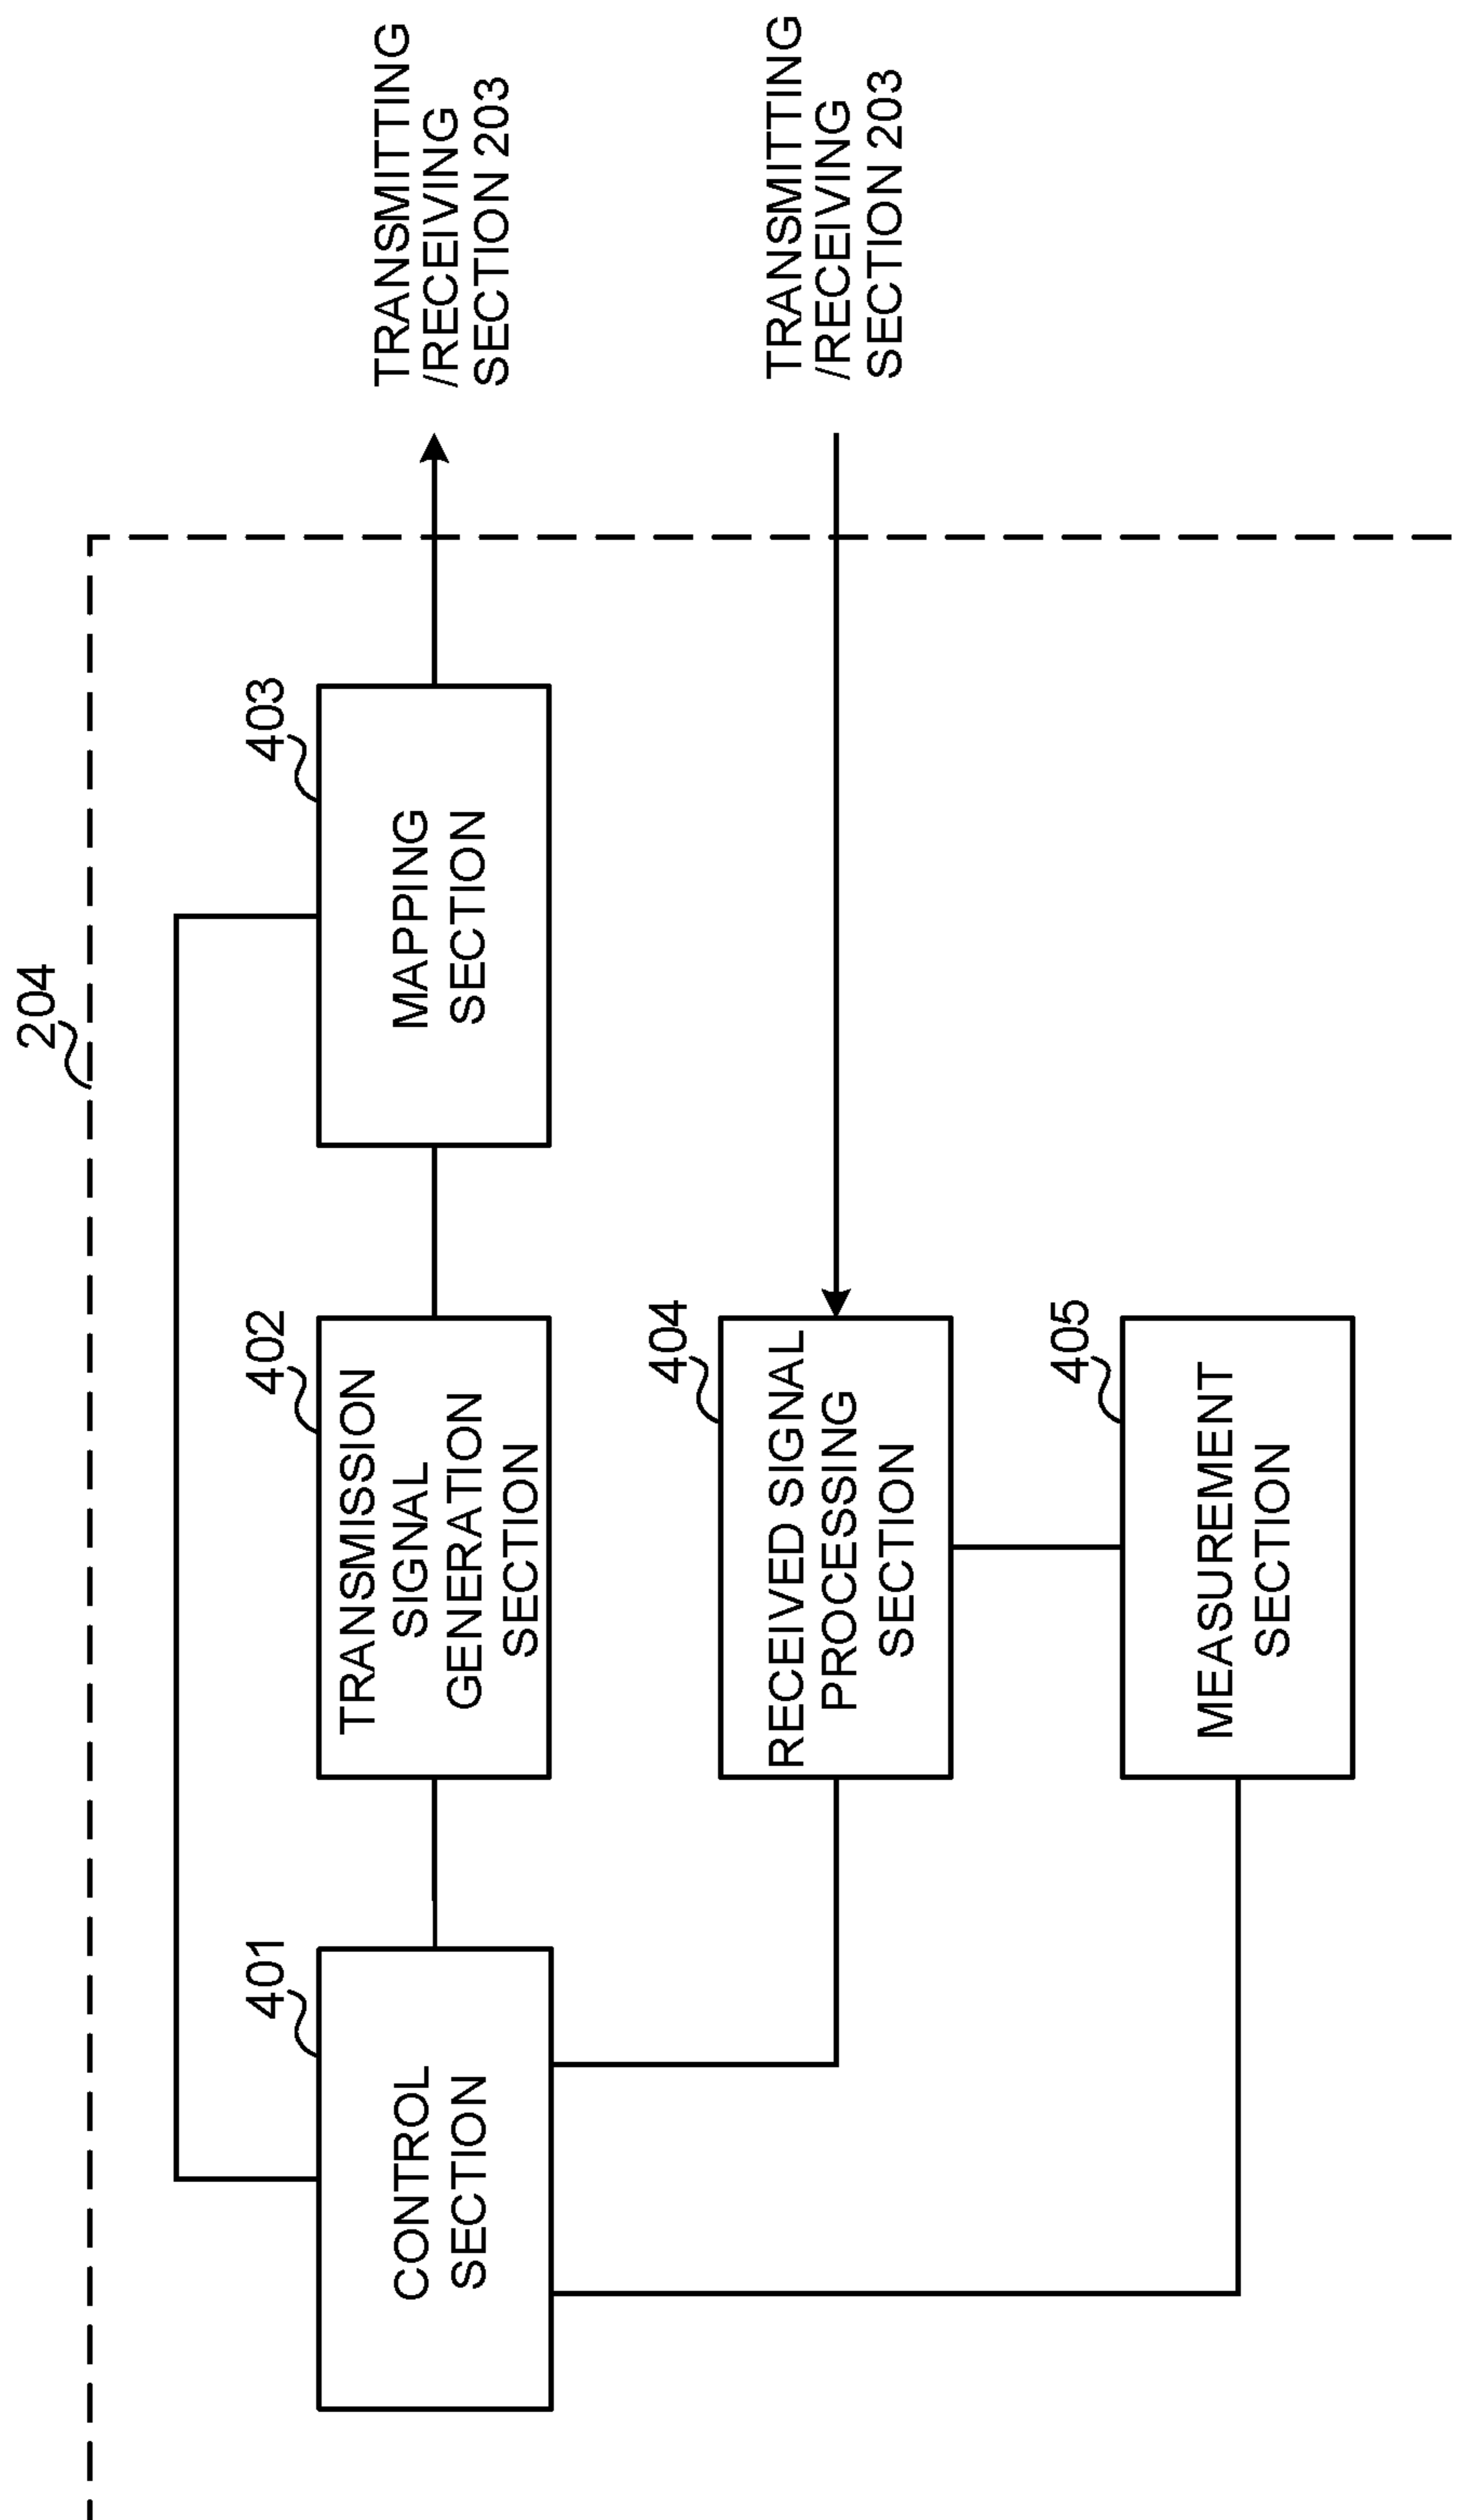 204
401
CONTROL
SECTION
402
TRANSMISSION
SIGNAL
GENERATION
SECTION
403
MAPPING
SECTION
TRANSMITTING
/RECEIVING
SECTION 203
404
RECEIVED SIGNAL
PROCESSING
SECTION
TRANSMITTING
/RECEIVING
SECTION 203
405
MEASUREMENT
SECTION